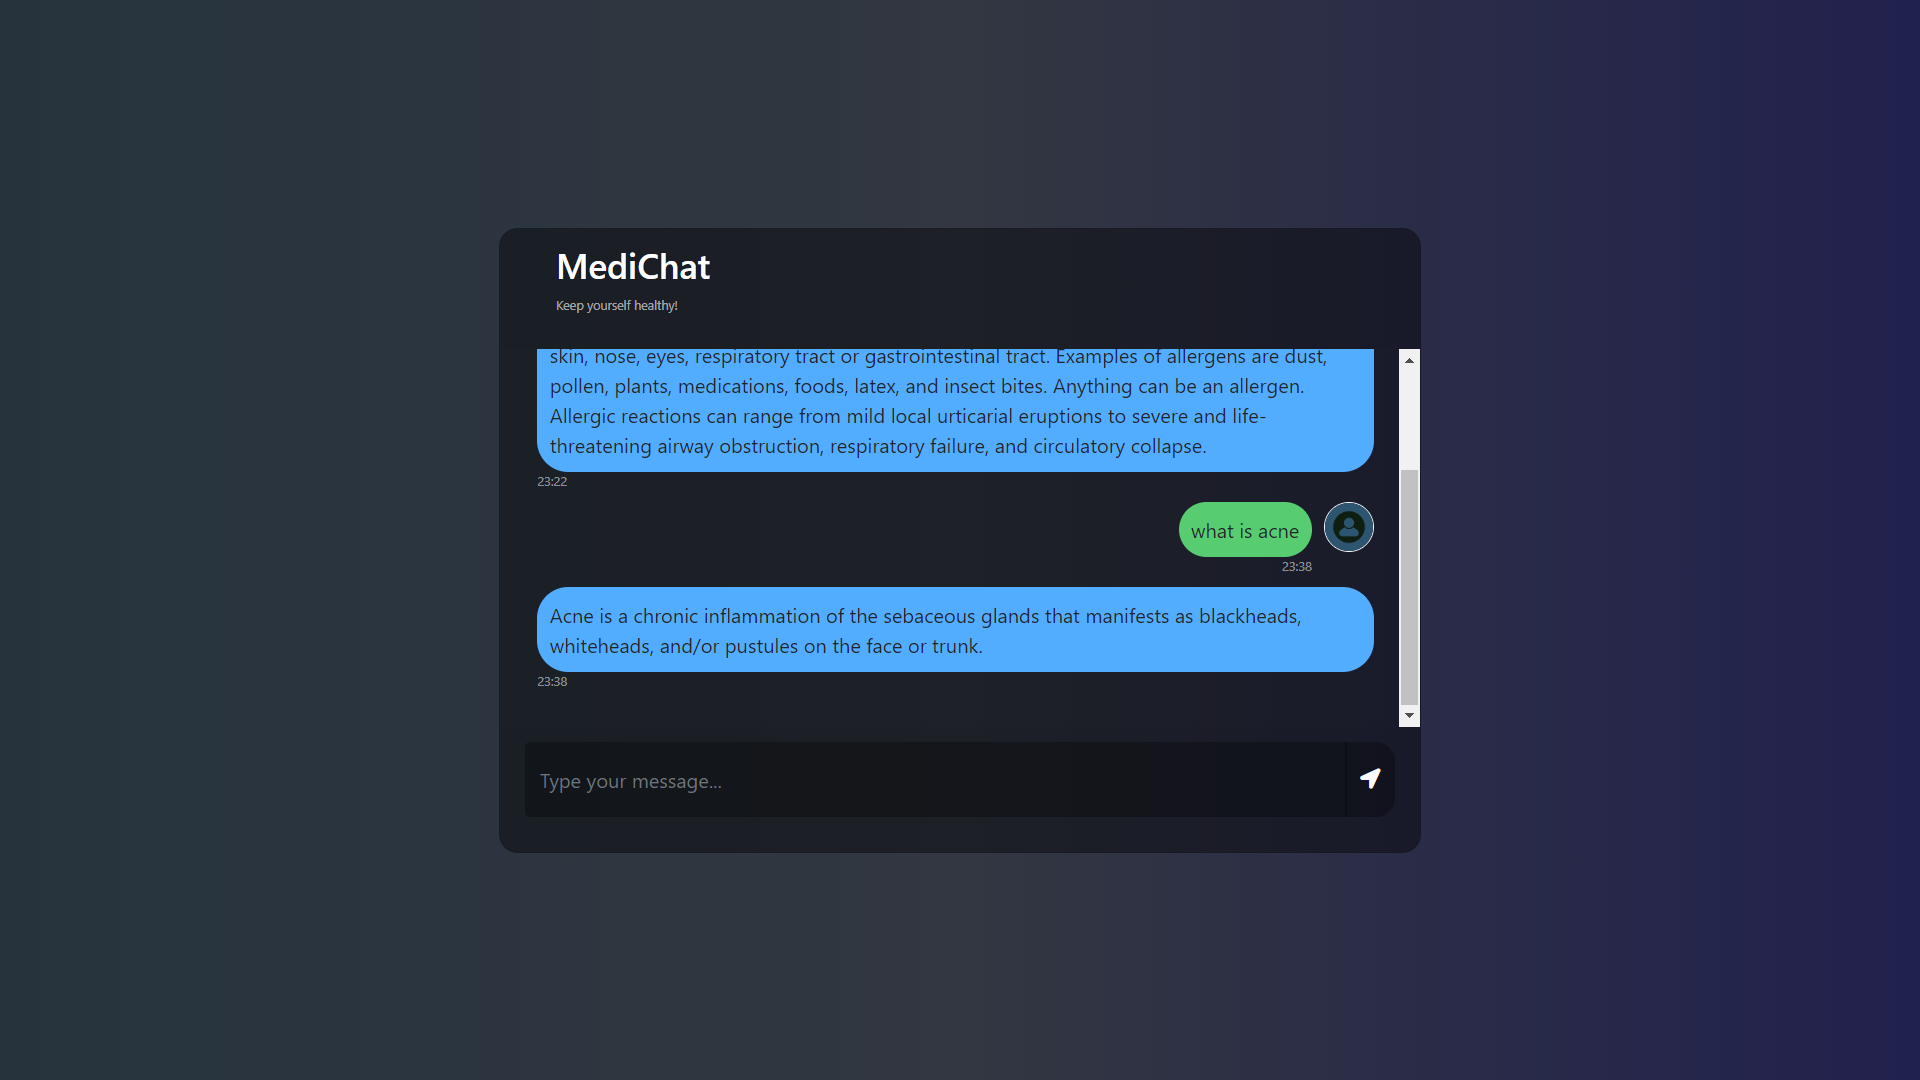 MediChat
Keep yourself healthy!
skin, nose, eyes, respiratory tract or gastrointestinal tract. Examples of allergens are dust,
pollen, plants, medications, foods, latex, and insect bites. Anything can be an allergen.
Allergic reactions can range from mild local urticarial eruptions to severe and life-
threatening airway obstruction, respiratory failure, and circulatory collapse.
23:22
what is acne
23:38
Acne is a chronic inflammation of the sebaceous glands that manifests as blackheads,
whiteheads, and/or pustules on the face or trunk.
23:38
Type your message...